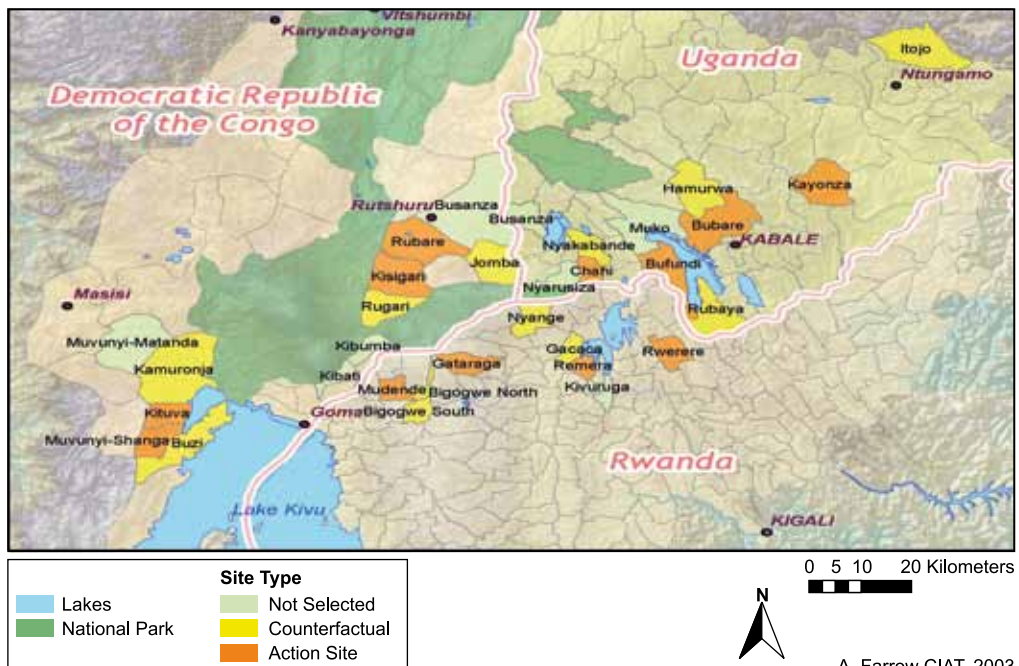 Vitshumbi
Kanyabayonga
Itojo
Uganda
Ntungamo
Democratic Republic
of the Congo
Hamurwa
Kayonza
Rutshuru
Busanza
Busanza
Muko
Bubare
Rubare
Nyakabande
KABALE
Jomba
Chahi
Bufundi
Kisigari
Nyarusiza
Masisi
Rugari
Rubaya
Nyange
Muvunyi-Matanda
Kibumba
Gacaca
Rwerere
Kamuronja
Gataraga
Remera
Kibati
Mudende
Bigogwe North
Kivuruga
Kituva
Goma
Bigogwe South
Muvunyi-Shanga
Buzi
Rwanda
Lake Kivu
KIGALI
Site Type
Lakes
National Park
Not Selected
Counterfactual
Action Site
0 5 10 20 Kilometers
N
A. Farrow CIAT, 2003